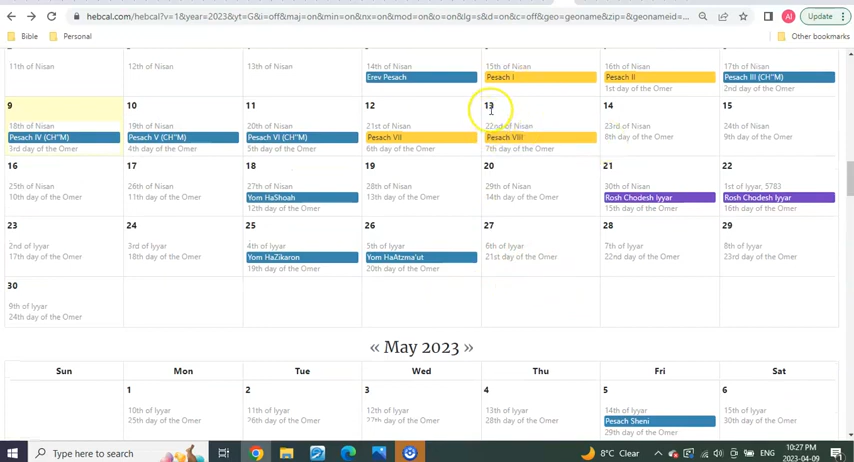 hebcal.com/hebcal?v=1&year=2023&yt=G&i=off&maj=on&min=on&nx=on&mod=on&o=on&lg=s&d=on&c=off&geo=geoname&zip=&geonameid=...
AI
Update
Bible Personal Other bookmarks
11th of Nisan 12th of Nisan 13th of Nisan 14th of Nisan 15th of Nisan 16th of Nisan 17th of Nisan
Erev Pesach Pesach I Pesach II Pesach III (CH"M)
1st day of the Omer 2nd day of the Omer
9 10 11 12 13 14 15
18th of Nisan 19th of Nisan 20th of Nisan 21st of Nisan 22nd of Nisan 23rd of Nisan 24th of Nisan
Pesach IV (CH"M) Pesach V (CH"M) Pesach VI (CH"M) Pesach VII Pesach VIII 8th day of the Omer 9th day of the Omer
3rd day of the Omer 4th day of the Omer 5th day of the Omer 6th day of the Omer 7th day of the Omer
16 17 18 19 20 21 22
25th of Nisan 26th of Nisan 27th of Nisan 28th of Nisan 29th of Nisan 30th of Nisan 1st of Iyyar, 5783
10th day of the Omer 11th day of the Omer Yom HaShoah 13th day of the Omer 14th day of the Omer Rosh Chodesh Iyyar Rosh Chodesh Iyyar
12th day of the Omer 15th day of the Omer 16th day of the Omer
23 24 25 26 27 28 29
2nd of Iyyar 3rd of Iyyar 4th of Iyyar 5th of Iyyar 6th of Iyyar 7th of Iyyar 8th of Iyyar
17th day of the Omer 18th day of the Omer Yom HaZikaron Yom HaAtzma'ut 21st day of the Omer 22nd day of the Omer 23rd day of the Omer
19th day of the Omer 20th day of the Omer
30
9th of Iyyar
24th day of the Omer
« May 2023 »
Sun Mon Tue Wed Thu Fri Sat
1 2 3 4 5 6
10th of Iyyar 11th of Iyyar 12th of Iyyar 13th of Iyyar 14th of Iyyar 15th of Iyyar
25th day of the Omer 26th day of the Omer 27th day of the Omer 28th day of the Omer Pesach Sheni 30th day of the Omer
29th day of the Omer
Type here to search
8°C Clear
ENG
10:27 PM
2023-04-09